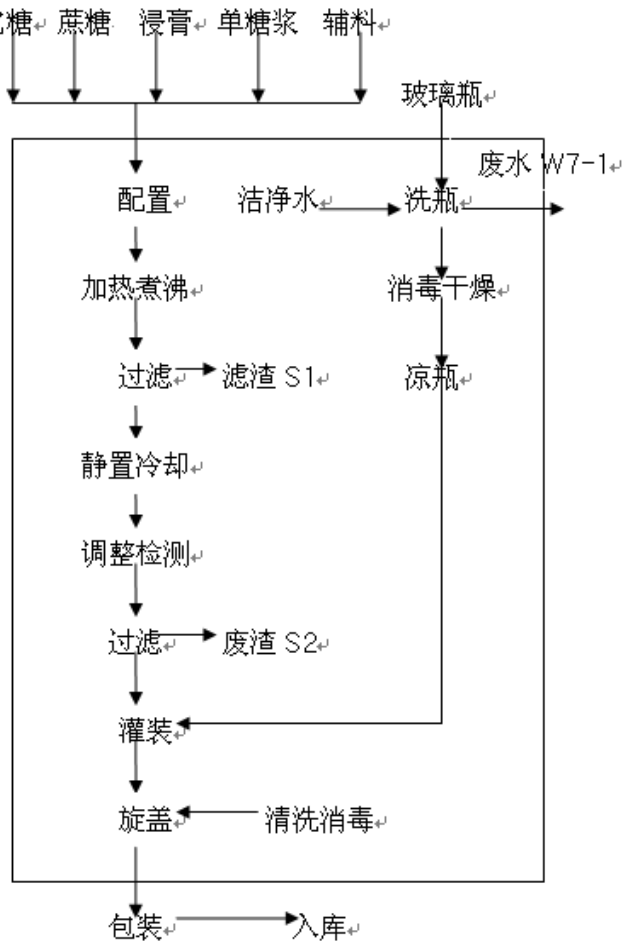 糖 蔗糖 浸膏 单糖浆 辅料
玻璃瓶
废水 W7-1
配置 洁净水 洗瓶
加热煮沸 消毒干燥
过滤 滤渣 S1 凉瓶
静置冷却
调整检测
过滤 废渣 S2
灌装
旋盖 清洗消毒
包装 入库